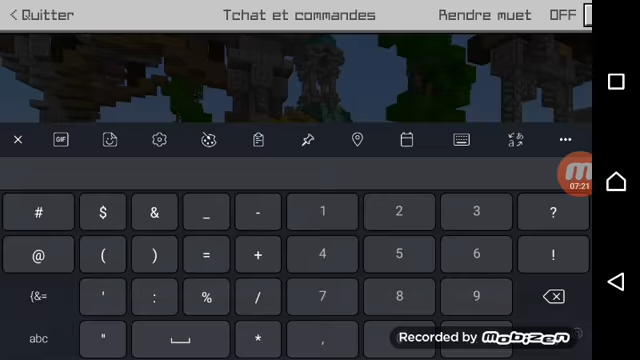 < Quitter Tchat et commandes Rendre muet OFF
GIF
07:21
# $ & _ - 1 2 3 ?
@ ( ) = + 4 5 6 !
{&= ' : % / 7 8 9
abc " * ,
Recorded by mobizen